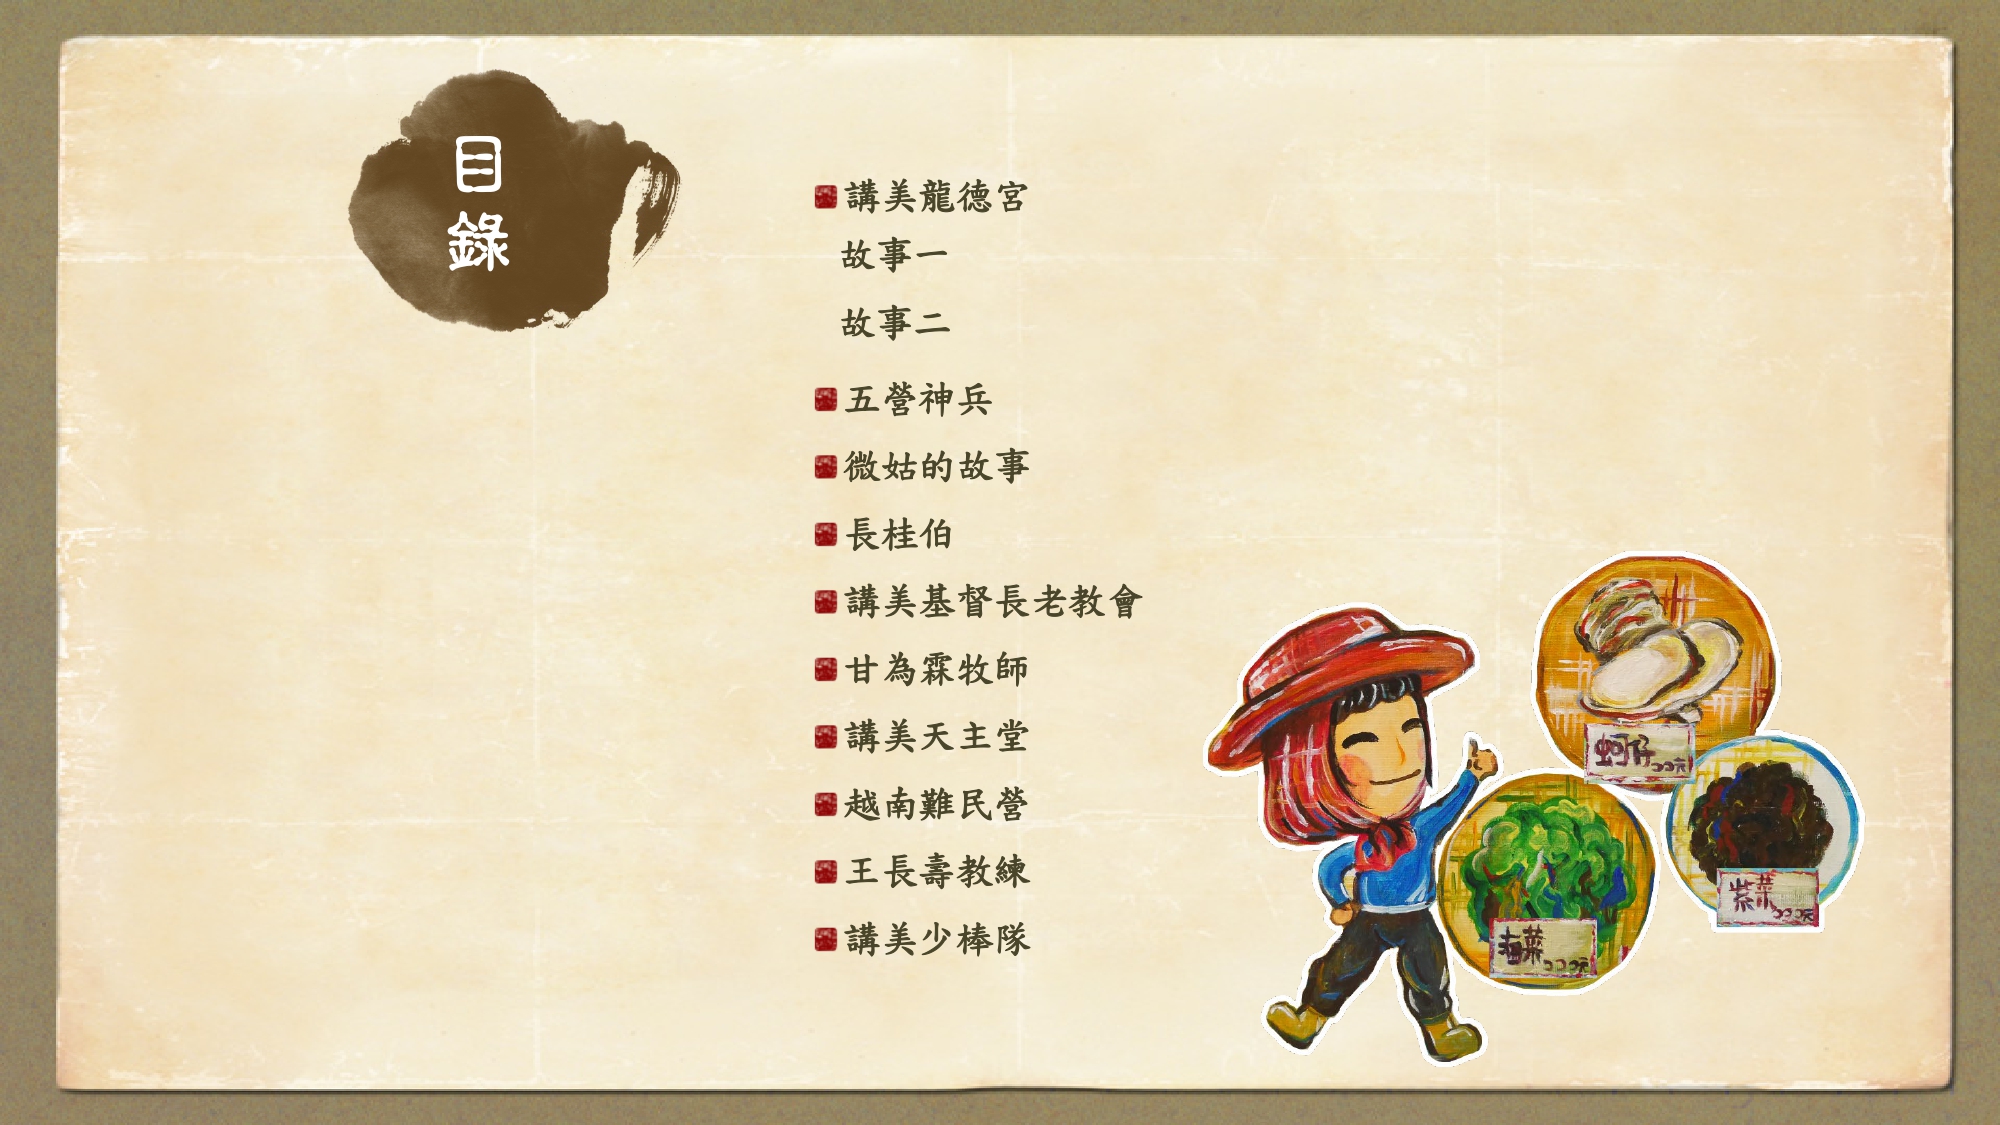 目
錄
講美龍德宮
故事一
故事二
五營神兵
微姑的故事
長桂伯
講美基督長老教會
甘為霖牧師
講美天主堂
越南難民營
王長壽教練
講美少棒隊
蚵仔
紫菜
海菜